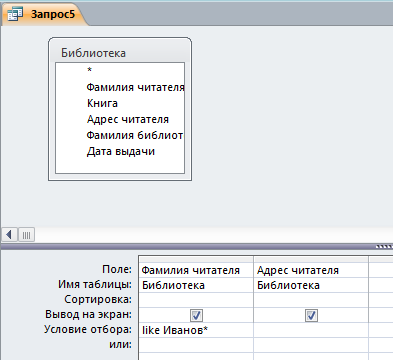 Запрос5
Библиотека
*
Фамилия читателя
Книга
Адрес читателя
Фамилия библиот
Дата выдачи
Поле: Фамилия читателя Адрес читателя
Имя таблицы: Библиотека Библиотека
Сортировка:
Вывод на экран:
Условие отбора: like Иванов*
или: